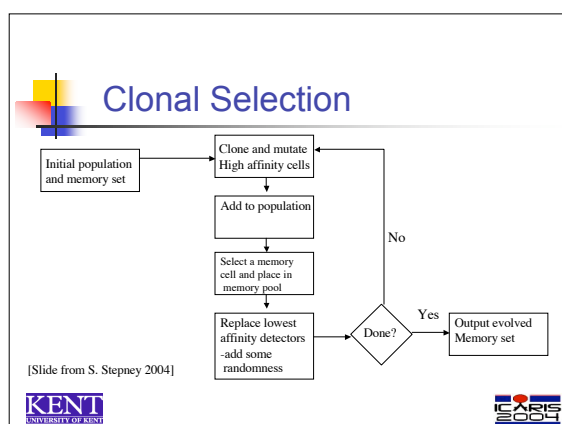 Clonal Selection
Initial population
and memory set
Clone and mutate
High affinity cells
Add to population
Select a memory
cell and place in
memory pool
Replace lowest
affinity detectors
-add some
randomness
Done?
No
Yes
Output evolved
Memory set
[Slide from S. Stepney 2004]
KENT
UNIVERSITY OF KENT
ICARIS
2004